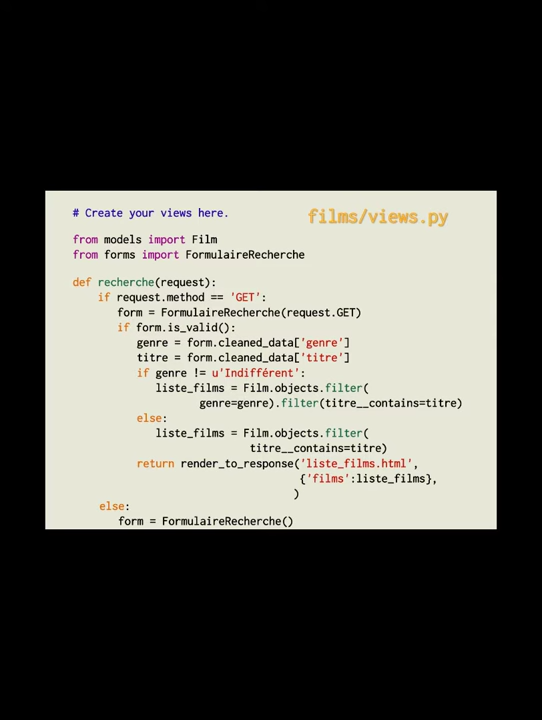 # Create your views here.
films/views.py
from models import Film
from forms import FormulaireRecherche
def recherche(request):
if request.method == 'GET':
form = FormulaireRecherche(request.GET)
if form.is_valid():
genre = form.cleaned_data['genre']
titre = form.cleaned_data['titre']
if genre != u'Indifférent':
liste_films = Film.objects.filter(
genre=genre).filter(titre__contains=titre)
else:
liste_films = Film.objects.filter(
titre__contains=titre)
return render_to_response('liste_films.html',
{'films':liste_films},
)
else:
form = FormulaireRecherche()